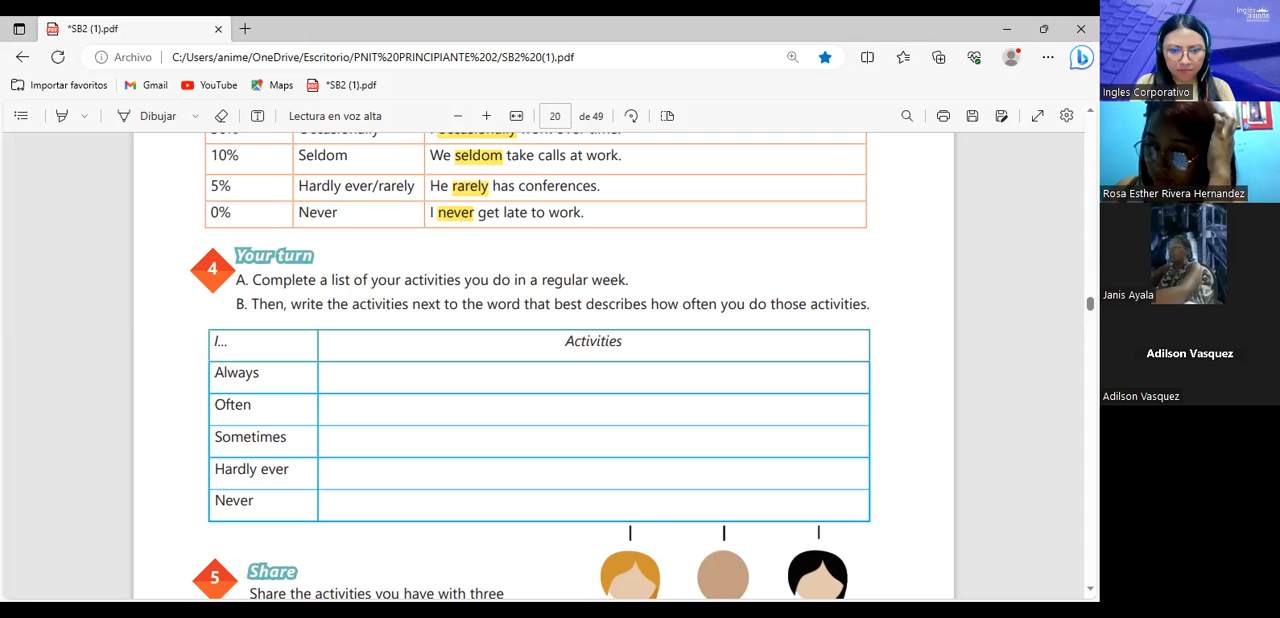 *SB2 (1).pdf
Archivo C:/Users/anime/OneDrive/Escritorio/PNIT%20PRINCIPIANTE%202/SB2%20(1).pdf
Importar favoritos Gmail YouTube Maps *SB2 (1).pdf
Dibujar Lectura en voz alta 20 de 49
10% Seldom We seldom take calls at work.
5% Hardly ever/rarely He rarely has conferences.
0% Never I never get late to work.
4 Your turn
A. Complete a list of your activities you do in a regular week.
B. Then, write the activities next to the word that best describes how often you do those activities.
I... Activities
Always
Often
Sometimes
Hardly ever
Never
5 Share
Share the activities you have with three
Ingles Corporativo
Rosa Esther Rivera Hernandez
Janis Ayala
Adilson Vasquez
Adilson Vasquez